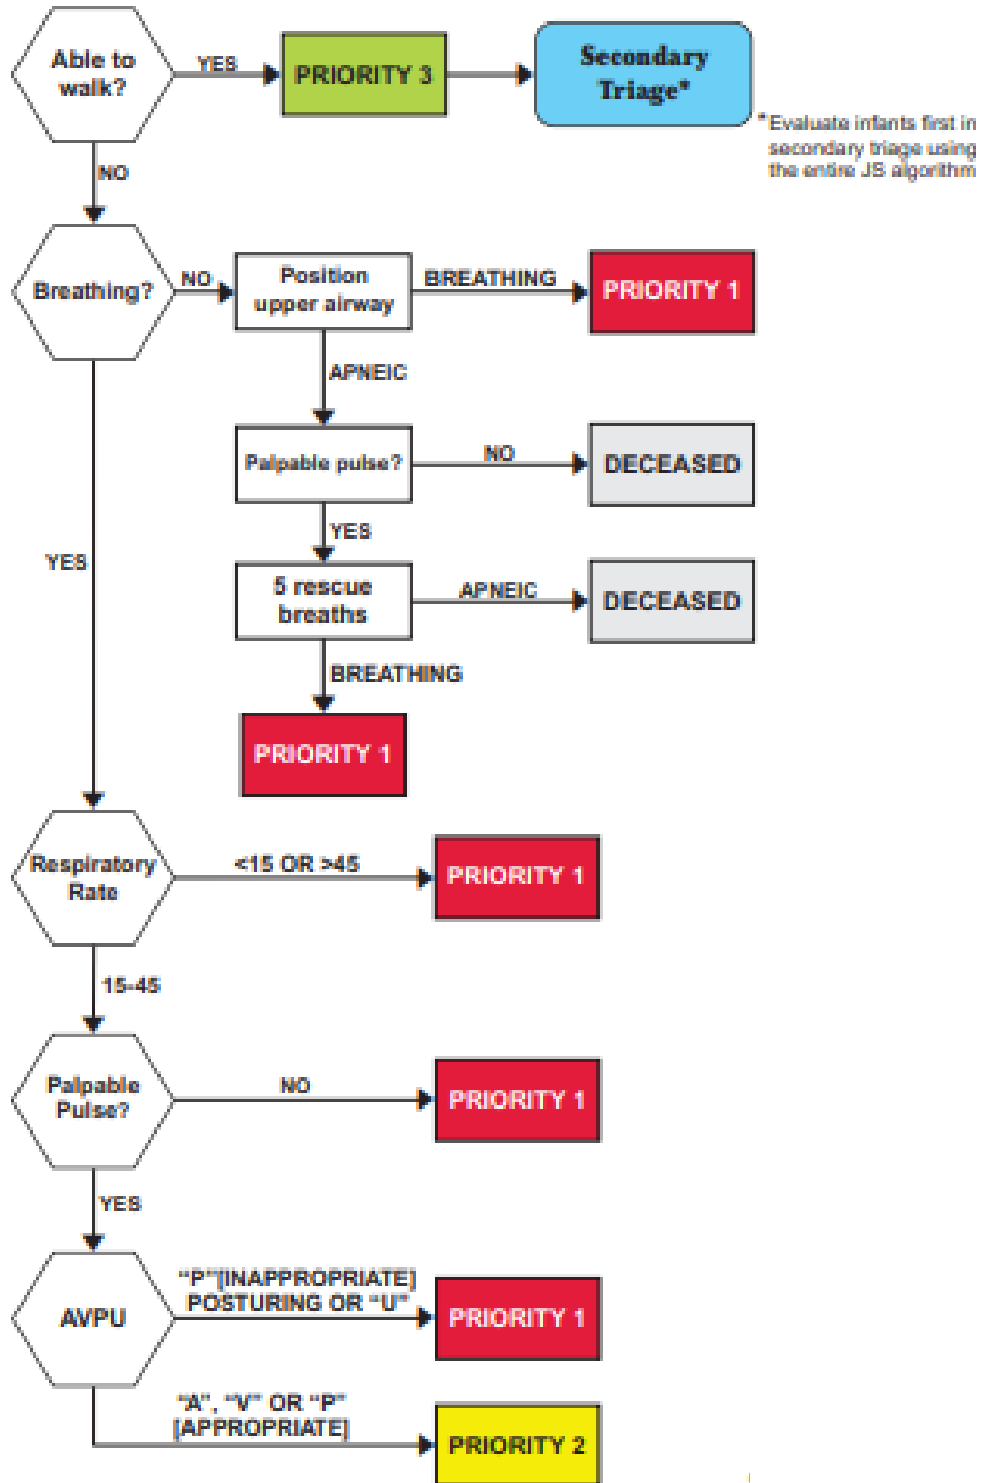 Able to
walk?
YES
PRIORITY 3
Secondary
Triage*
*Evaluate infants first in
secondary triage using
the entire JS algorithm
NO
Breathing?
NO
Position
upper airway
BREATHING
PRIORITY 1
APNEIC
Palpable pulse?
NO
DECEASED
YES
YES
5 rescue
breaths
APNEIC
DECEASED
BREATHING
PRIORITY 1
Respiratory
Rate
<15 OR >45
PRIORITY 1
15-45
Palpable
Pulse?
NO
PRIORITY 1
YES
AVPU
"P"[INAPPROPRIATE]
POSTURING OR "U"
PRIORITY 1
"A", "V" OR "P"
[APPROPRIATE]
PRIORITY 2